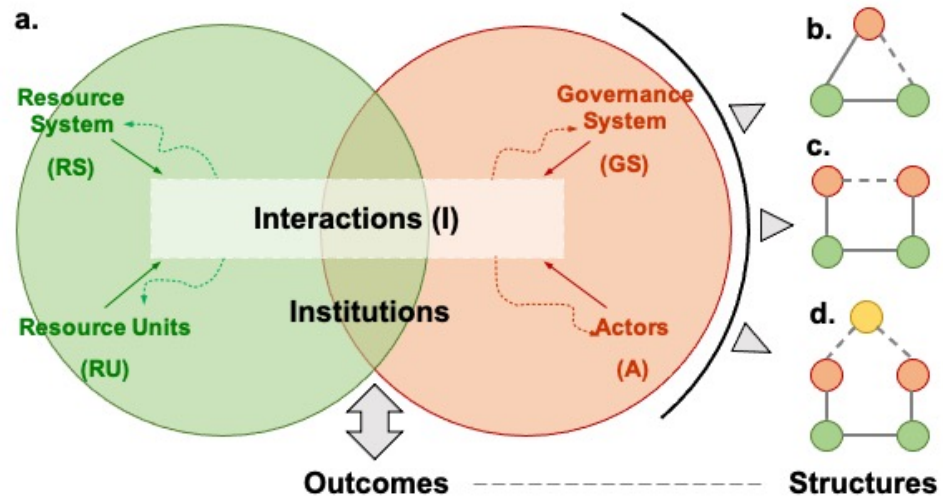 a.
Resource
System
(RS)
Governance
System
(GS)
Interactions (I)
Institutions
Resource Units
(RU)
Actors
(A)
Outcomes
Structures
b.
c.
d.